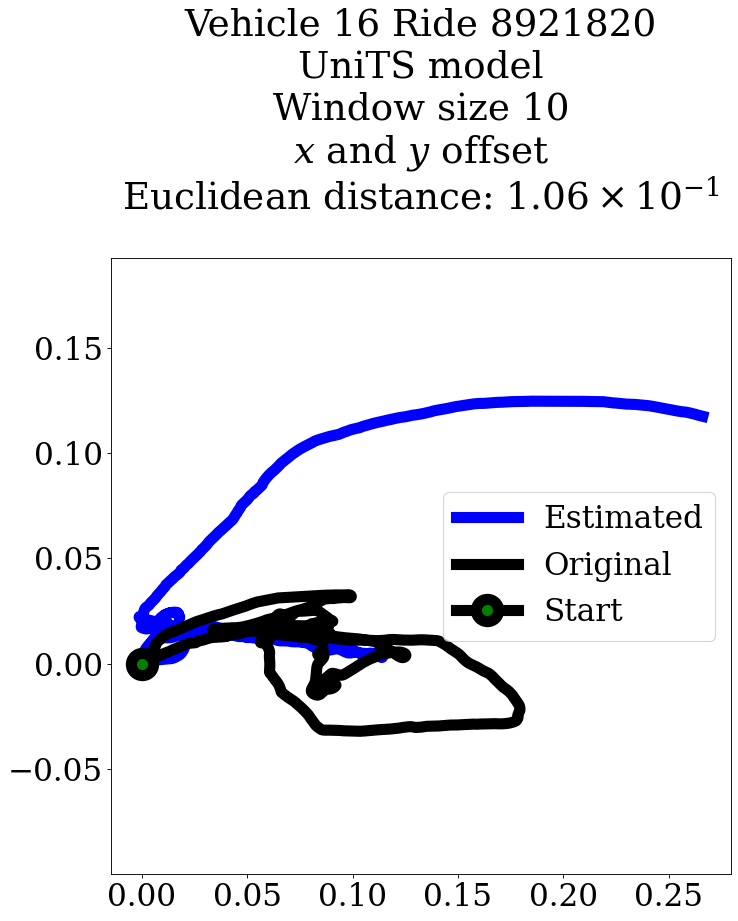 Vehicle 16 Ride 8921820
UniTS model
Window size 10
x and y offset
Euclidean distance: 1.06 × 10⁻¹
0.15
0.10
0.05
0.00
−0.05
Estimated
Original
Start
0.00 0.05 0.10 0.15 0.20 0.25